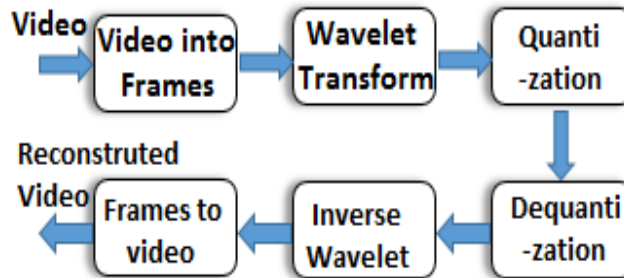 Video
Video into
Frames
Wavelet
Transform
Quanti
-zation
Reconstruted
Video
Frames to
video
Inverse
Wavelet
Dequanti
-zation